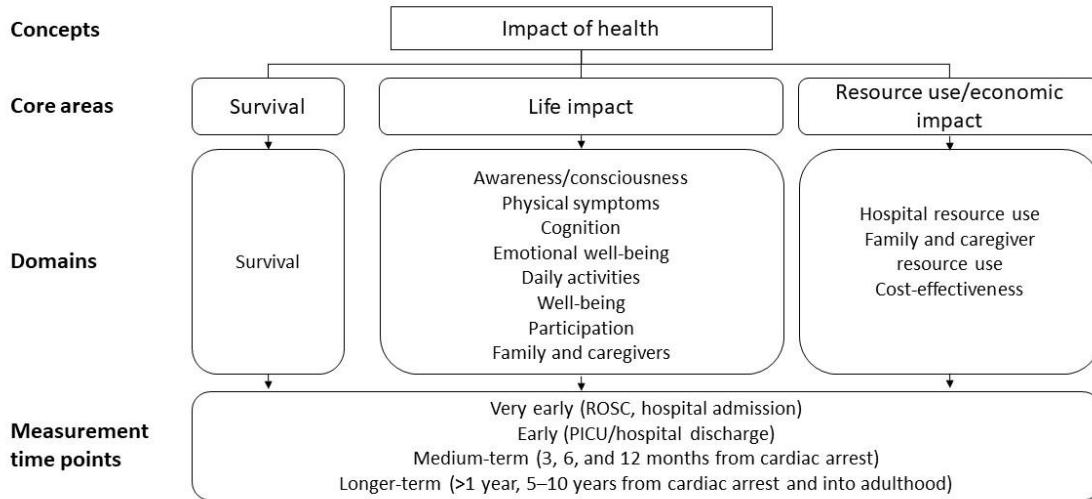 Concepts
Impact of health
Core areas
Survival
Life impact
Resource use/economic
impact
Domains
Survival
Awareness/consciousness
Physical symptoms
Cognition
Emotional well-being
Daily activities
Well-being
Participation
Family and caregivers
Hospital resource use
Family and caregiver
resource use
Cost-effectiveness
Measurement
time points
Very early (ROSC, hospital admission)
Early (PICU/hospital discharge)
Medium-term (3, 6, and 12 months from cardiac arrest)
Longer-term (>1 year, 5–10 years from cardiac arrest and into adulthood)